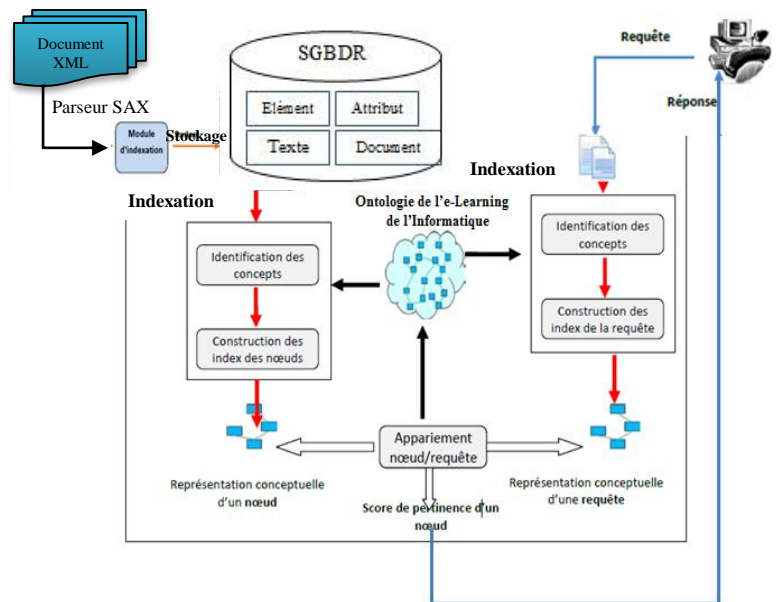 Document
XML
Parseur SAX
Module
d'indexation
Stockage
SGBDR
Elément
Attribut
Texte
Document
Requête
Réponse
Indexation
Indexation
Ontologie de l'e-Learning
de l'Informatique
Identification des
concepts
Construction des
index des nœuds
Identification des
concepts
Construction des
index de la requête
Appariement
nœud/requête
Représentation conceptuelle
d'un nœud
Score de pertinence d'un
nœud
Représentation conceptuelle
d'une requête